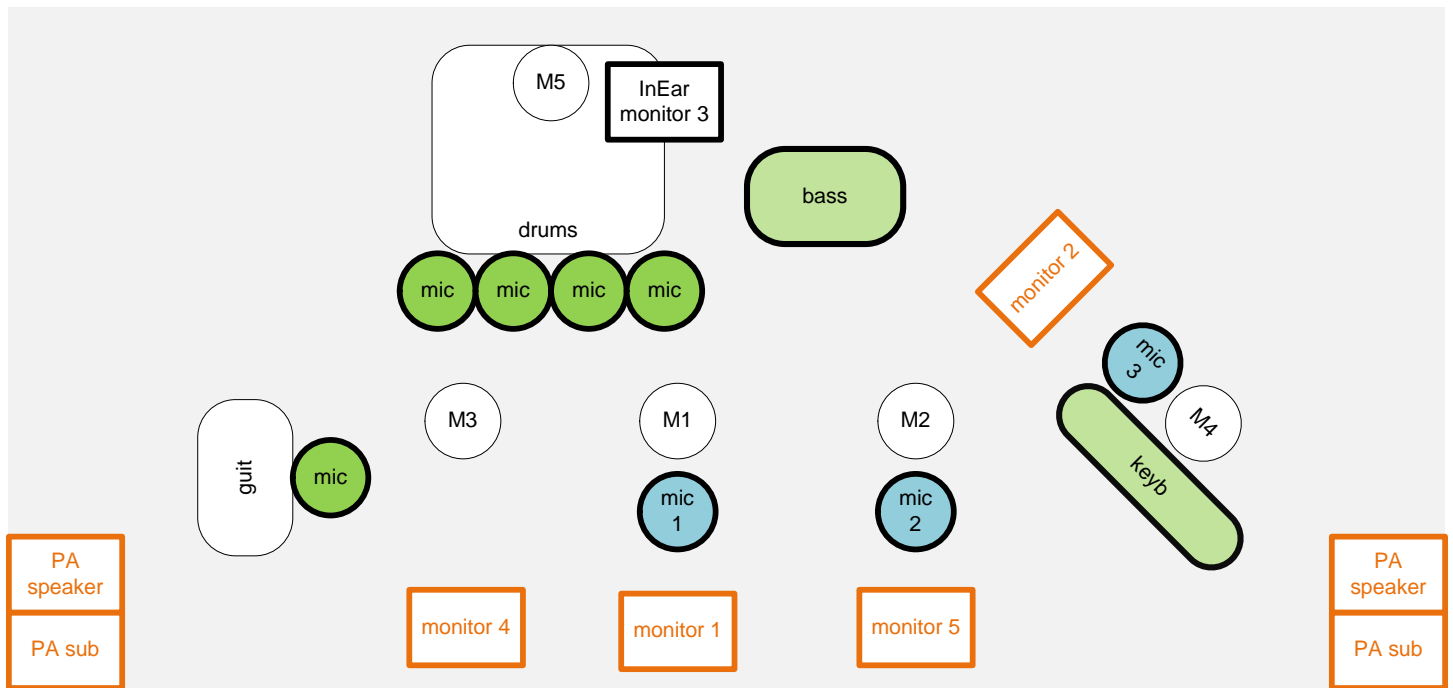 M5
InEar
monitor 3
bass
drums
monitor 2
mic
mic
mic
mic
mic
3
M3
M1
M2
M4
guit
mic
keyb
mic
1
mic
2
PA
speaker
PA
speaker
monitor 4
monitor 1
monitor 5
PA sub
PA sub